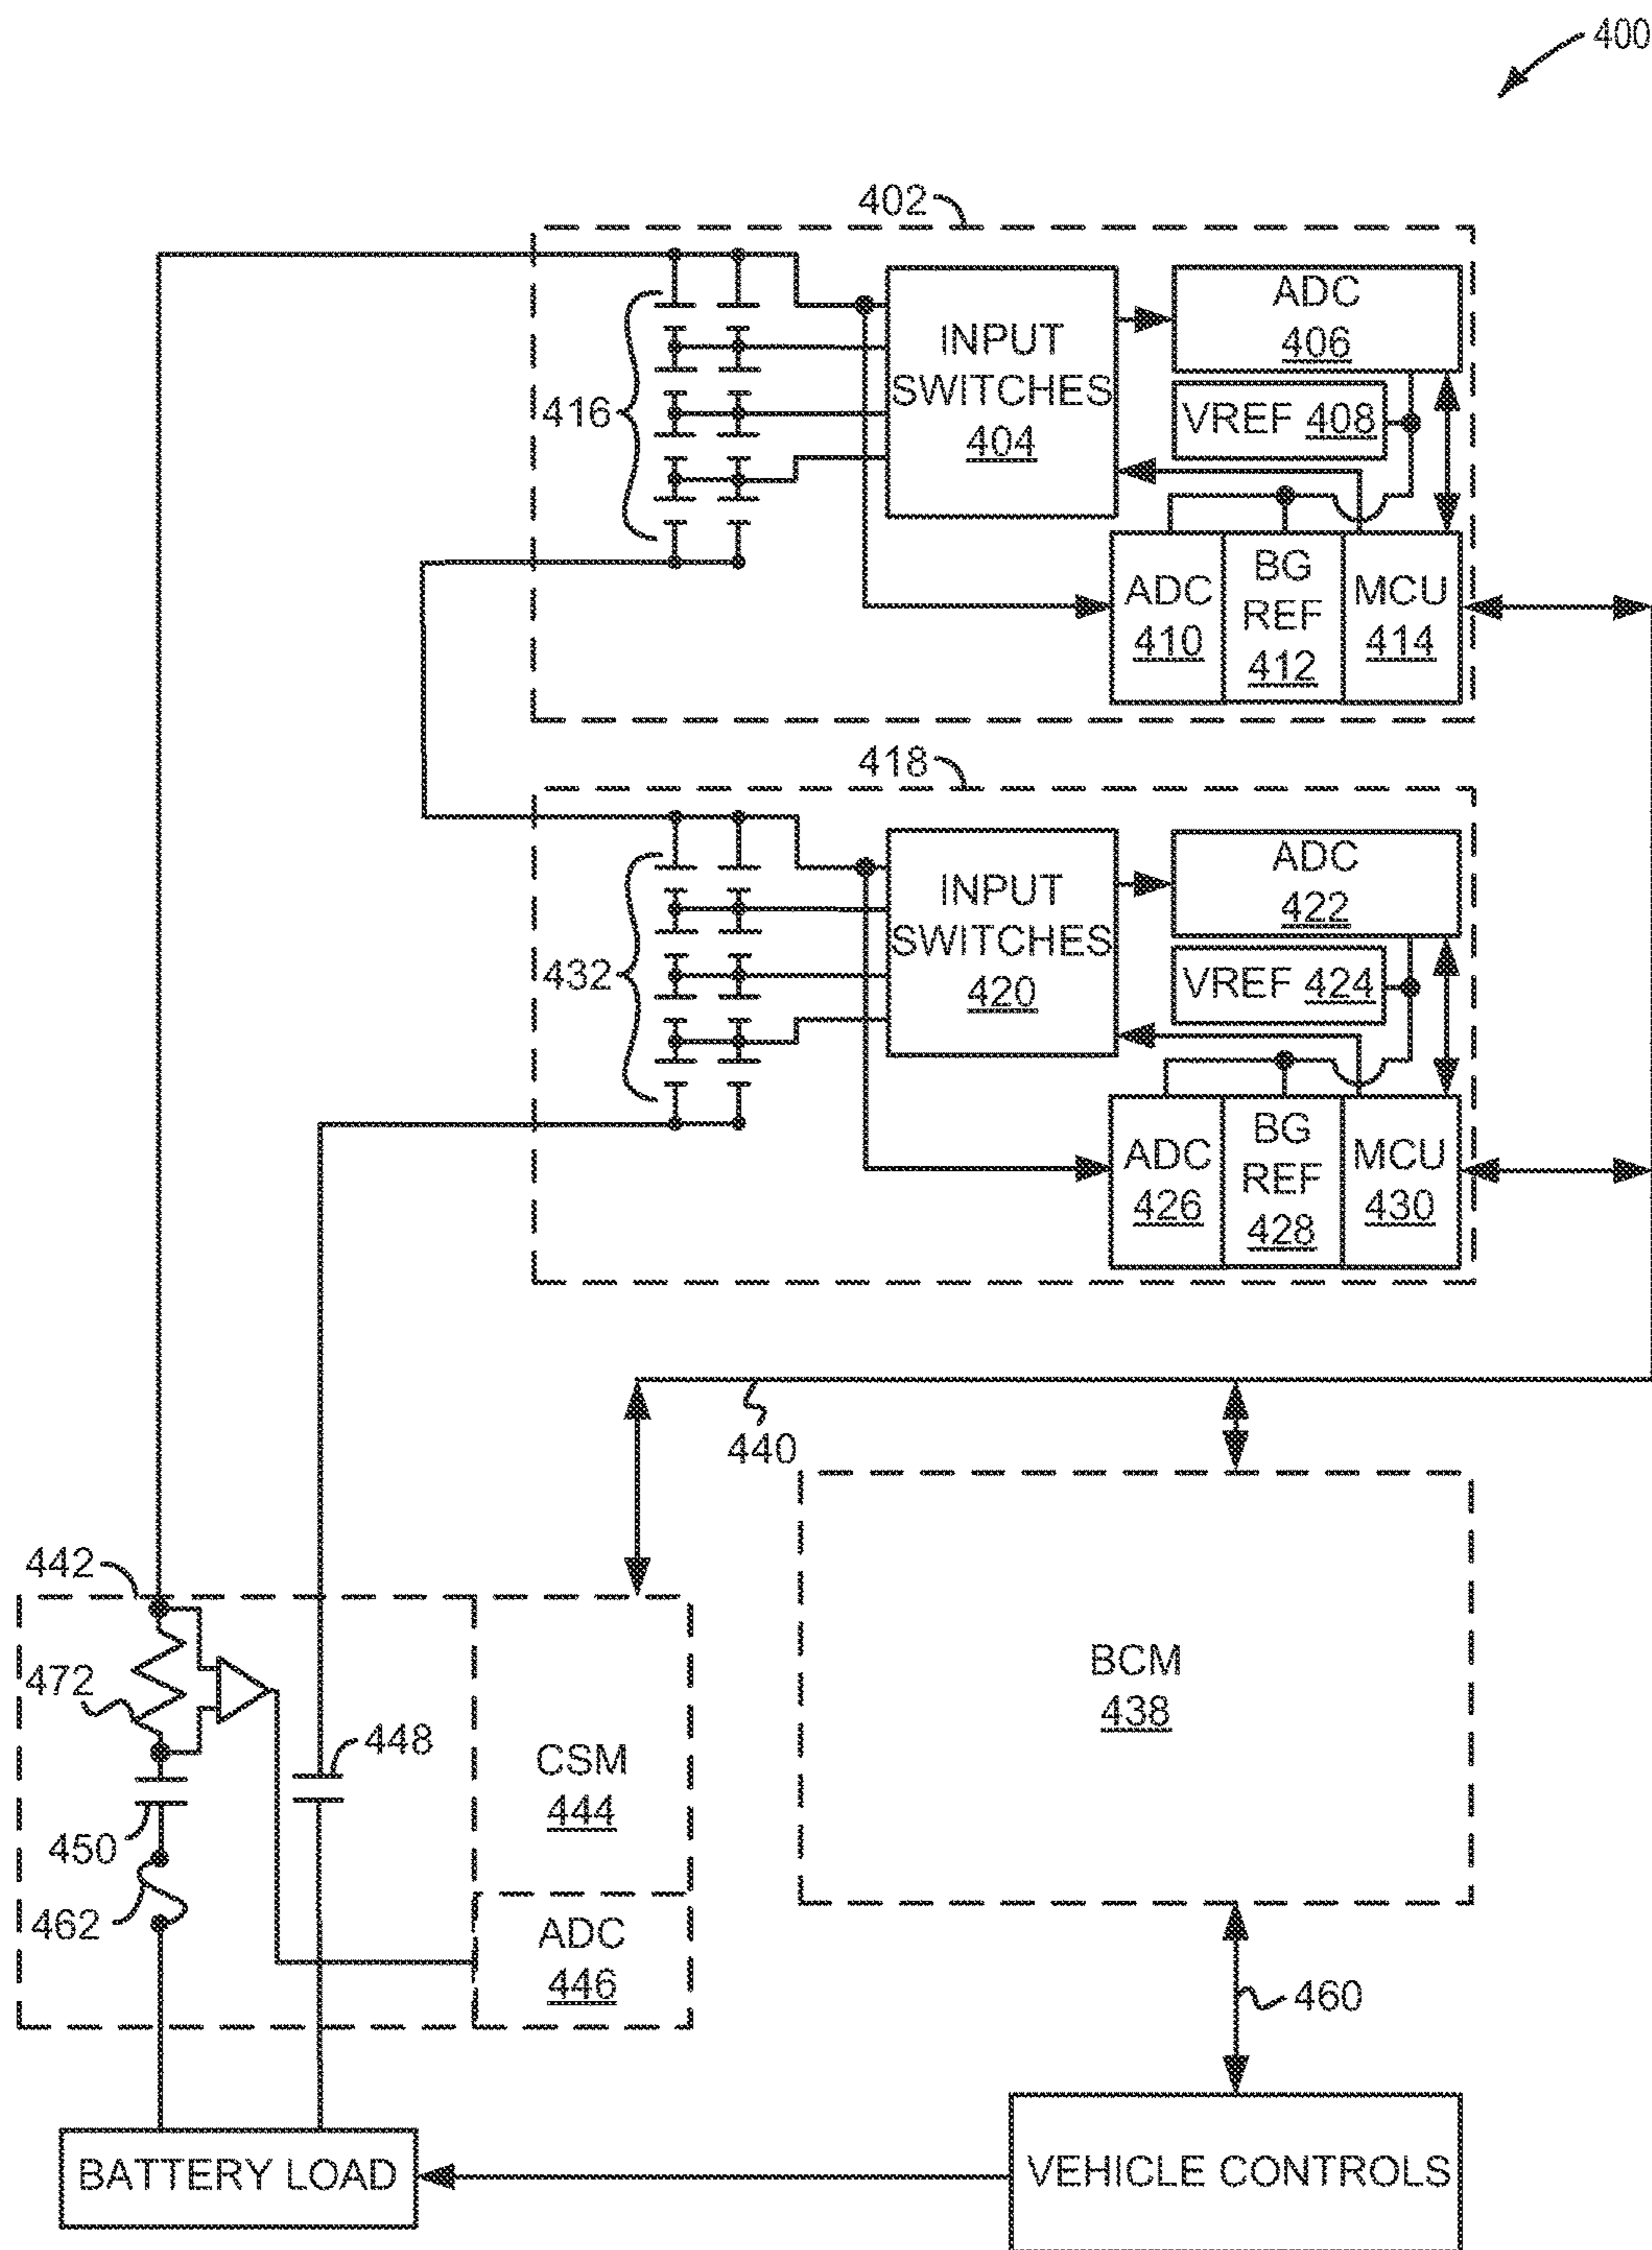 400
402
INPUT
SWITCHES
404
ADC
406
VREF 408
416
ADC
410
BG
REF
412
MCU
414
418
INPUT
SWITCHES
420
ADC
422
VREF 424
432
ADC
426
BG
REF
428
MCU
430
440
442
472
448
450
462
CSM
444
ADC
446
BCM
438
460
BATTERY LOAD
VEHICLE CONTROLS